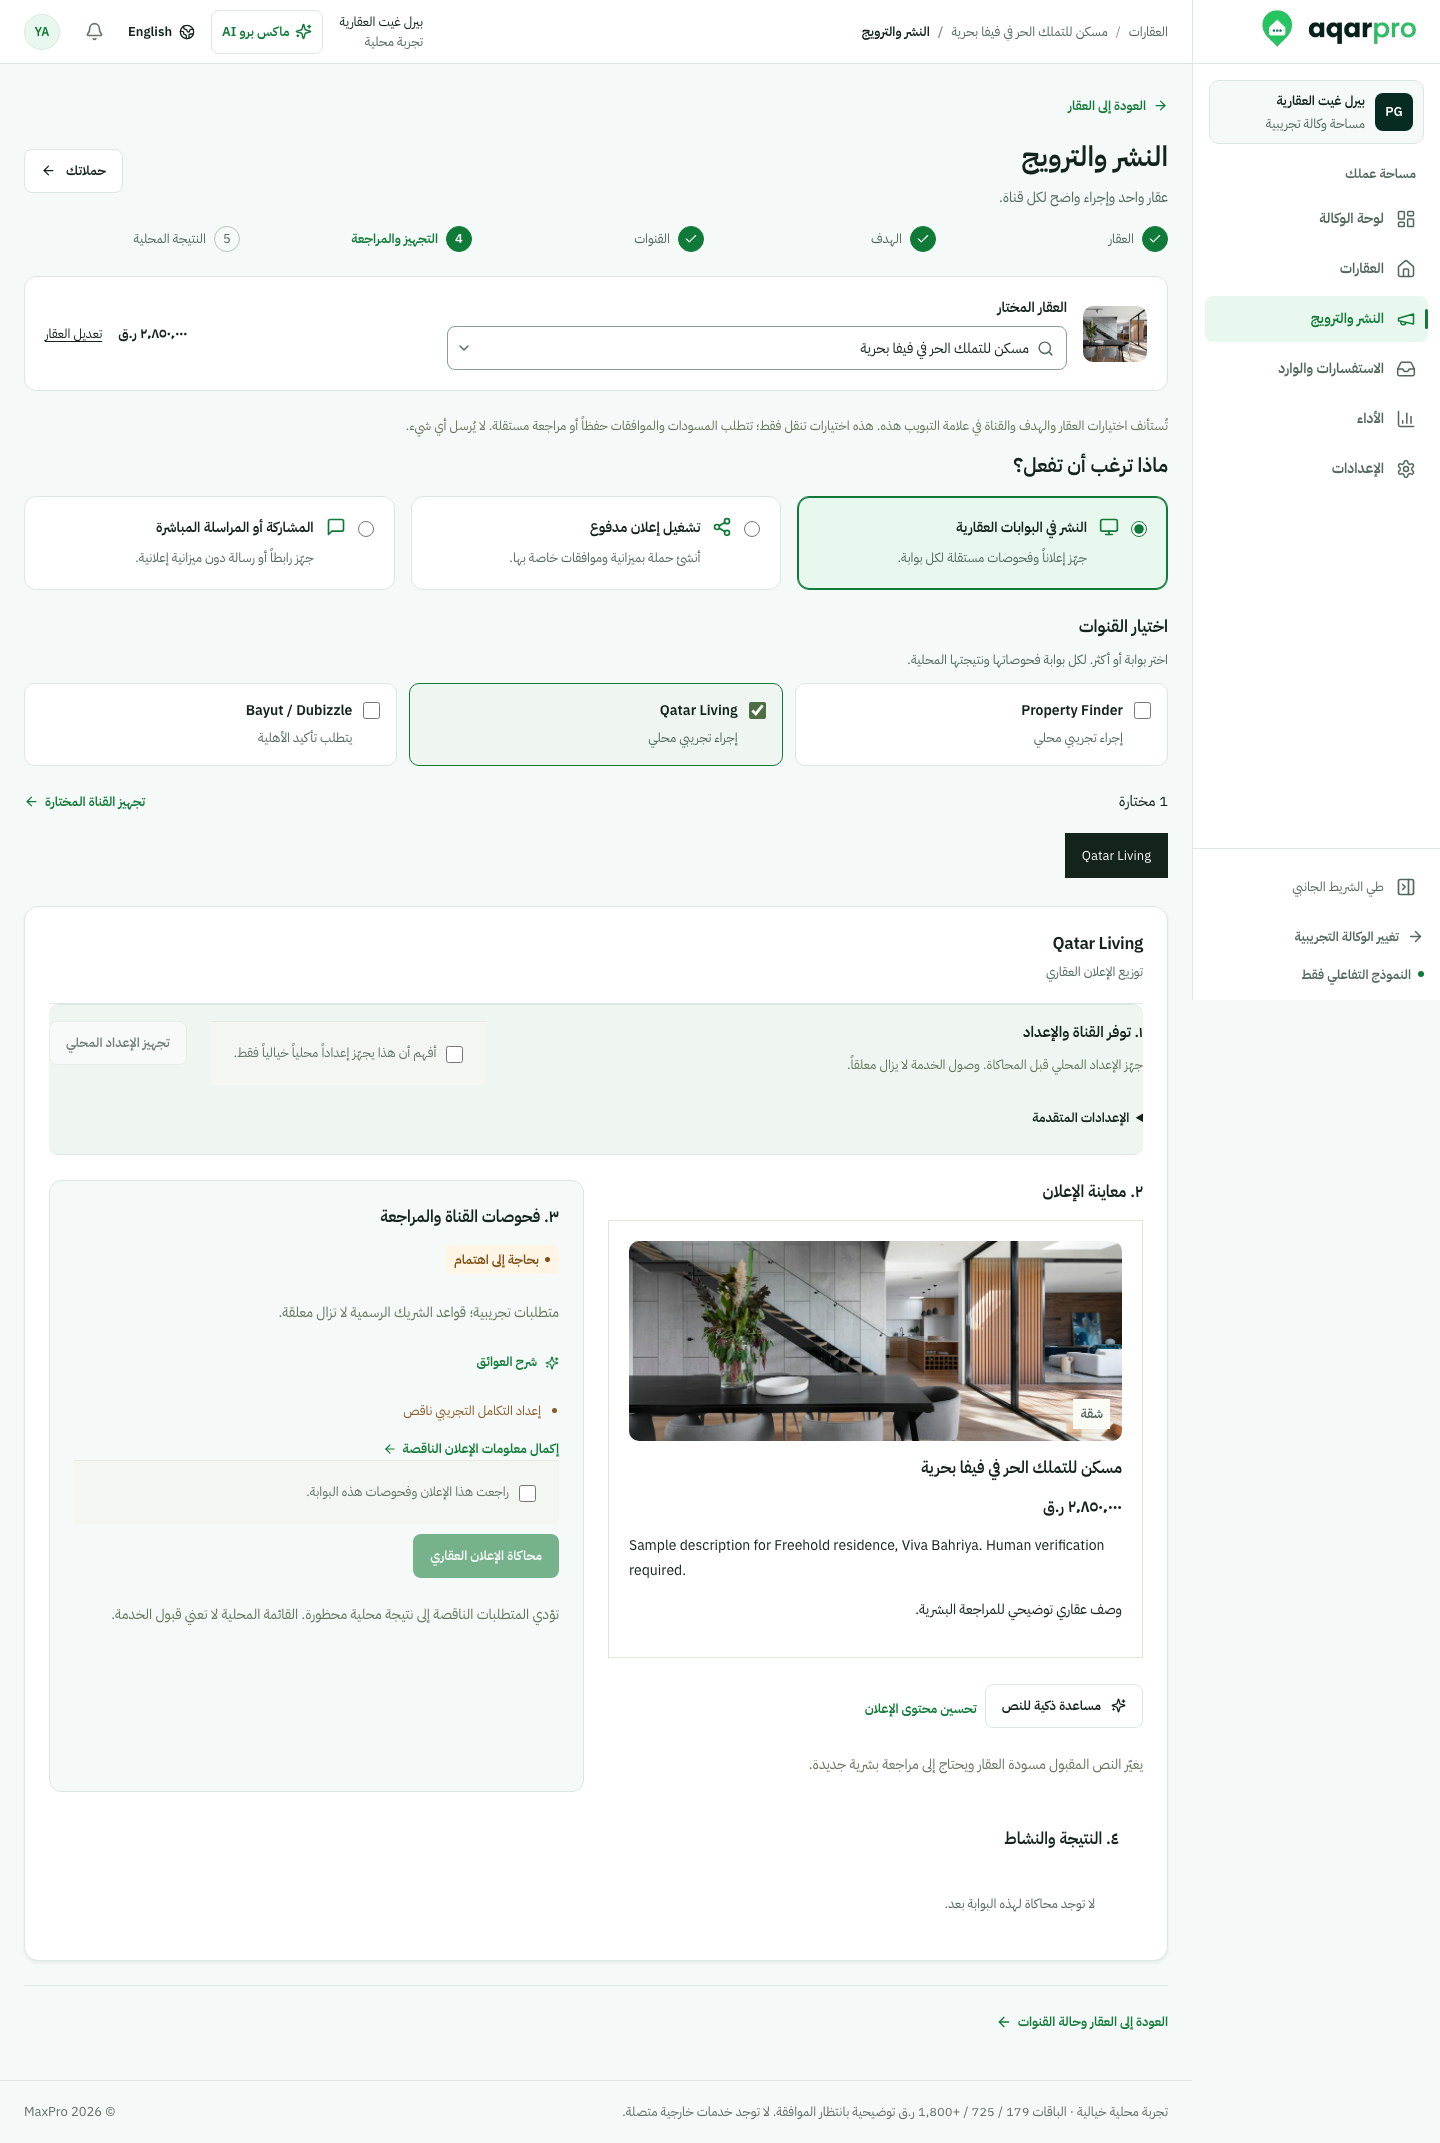 aqarpro
العقارات / مسكن للتملك الحر في فيفا بحرية / النشر والترويج
بيرل غيت العقارية
تجربة محلية
ماكس برو AI
English
YA
PG
بيرل غيت العقارية
مساحة وكالة تجريبية
مساحة عملك
لوحة الوكالة
العقارات
النشر والترويج
الاستفسارات والوارد
الأداء
الإعدادات
طي الشريط الجانبي
تغيير الوكالة التجريبية
النموذج التفاعلي فقط
العودة إلى العقار
النشر والترويج
عقار واحد وإجراء واضح لكل قناة.
حملاتك
العقار
الهدف
القنوات
4 التجهيز والمراجعة
5 النتيجة المحلية
العقار المختار
مسكن للتملك الحر في فيفا بحرية
٢,٨٥٠,٠٠٠ ر.ق
تعديل العقار
تُستأنف اختيارات العقار والهدف والقناة في علامة التبويب هذه. هذه اختيارات تنقل فقط؛ تتطلب المسودات والموافقات حفظاً أو مراجعة مستقلة. لا يُرسل أي شيء.
ماذا ترغب أن تفعل؟
النشر في البوابات العقارية
جهّز إعلاناً وفحوصات مستقلة لكل بوابة.
تشغيل إعلان مدفوع
أنشئ حملة بميزانية وموافقات خاصة بها.
المشاركة أو المراسلة المباشرة
جهّز رابطاً أو رسالة دون ميزانية إعلانية.
اختيار القنوات
اختر بوابة أو أكثر. لكل بوابة فحوصاتها ونتيجتها المحلية.
Property Finder
إجراء تجريبي محلي
Qatar Living
إجراء تجريبي محلي
Bayut / Dubizzle
يتطلب تأكيد الأهلية
1 مختارة
تجهيز القناة المختارة
Qatar Living
Qatar Living
توزيع الإعلان العقاري
١. توفر القناة والإعداد
جهّز الإعداد المحلي قبل المحاكاة. وصول الخدمة لا يزال معلقاً.
أفهم أن هذا يجهّز إعداداً محلياً خيالياً فقط.
تجهيز الإعداد المحلي
الإعدادات المتقدمة
٢. معاينة الإعلان
شقة
مسكن للتملك الحر في فيفا بحرية
٢,٨٥٠,٠٠٠ ر.ق
Sample description for Freehold residence, Viva Bahriya. Human verification
required.
وصف عقاري توضيحي للمراجعة البشرية.
مساعدة ذكية للنص
تحسين محتوى الإعلان
يغيّر النص المقبول مسودة العقار ويحتاج إلى مراجعة بشرية جديدة.
٣. فحوصات القناة والمراجعة
بحاجة إلى اهتمام
متطلبات تجريبية؛ قواعد الشريك الرسمية لا تزال معلقة.
شرح العوائق
إعداد التكامل التجريبي ناقص
إكمال معلومات الإعلان الناقصة
راجعت هذا الإعلان وفحوصات هذه البوابة.
محاكاة الإعلان العقاري
تؤدي المتطلبات الناقصة إلى نتيجة محلية محظورة. القائمة المحلية لا تعني قبول الخدمة.
٤. النتيجة والنشاط
لا توجد محاكاة لهذه البوابة بعد.
العودة إلى العقار وحالة القنوات
تجربة محلية خيالية · الباقات 179 / 725 / +1,800 ر.ق توضيحية بانتظار الموافقة. لا توجد خدمات خارجية متصلة.
© 2026 MaxPro